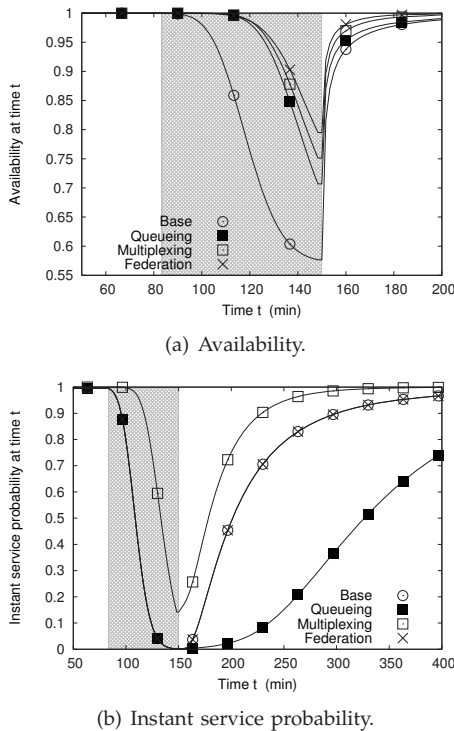 1
0.95
0.9
0.85
0.8
0.75
0.7
0.65
0.6
0.55
Availability at time t
Base
Queueing
Multiplexing
Federation
60 80 100 120 140 160 180 200
Time t (min)
(a) Availability.
1
0.9
0.8
0.7
0.6
0.5
0.4
0.3
0.2
0.1
0
Instant service probability at time t
Base
Queueing
Multiplexing
Federation
50 100 150 200 250 300 350 400
Time t (min)
(b) Instant service probability.